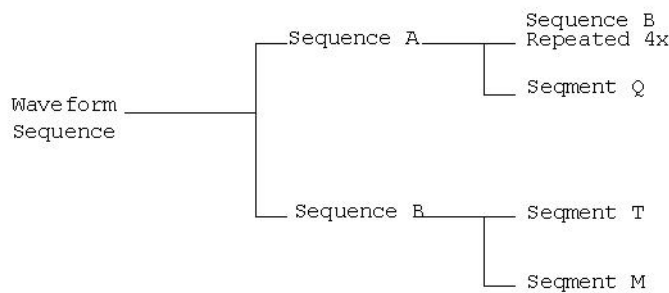 Sequence B
Repeated 4x
Sequence A
Seqment Q
Waveform
Sequence
Sequence B
Seqment T
Seqment M